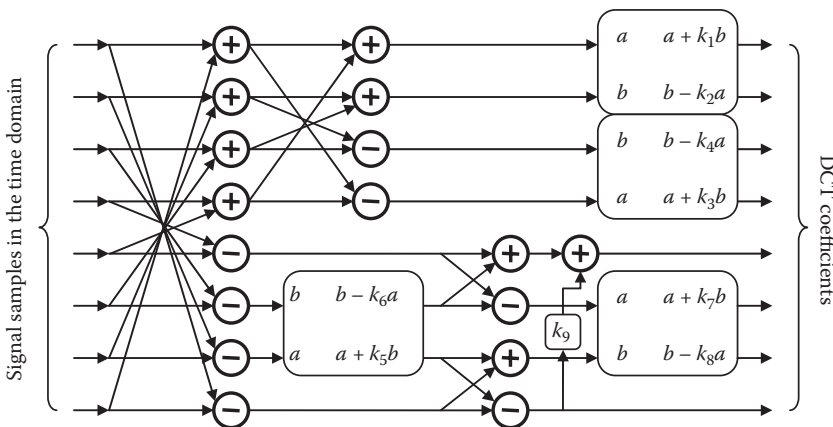 Signal samples in the time domain
+ + a a + k₁b
+ + b b − k₂a
+ − b b − k₄a
+ − a a + k₃b
− + +
− b b − k₆a − a a + k₇b
k₉
− a a + k₅b + b b − k₈a
− −
DCT coefficients